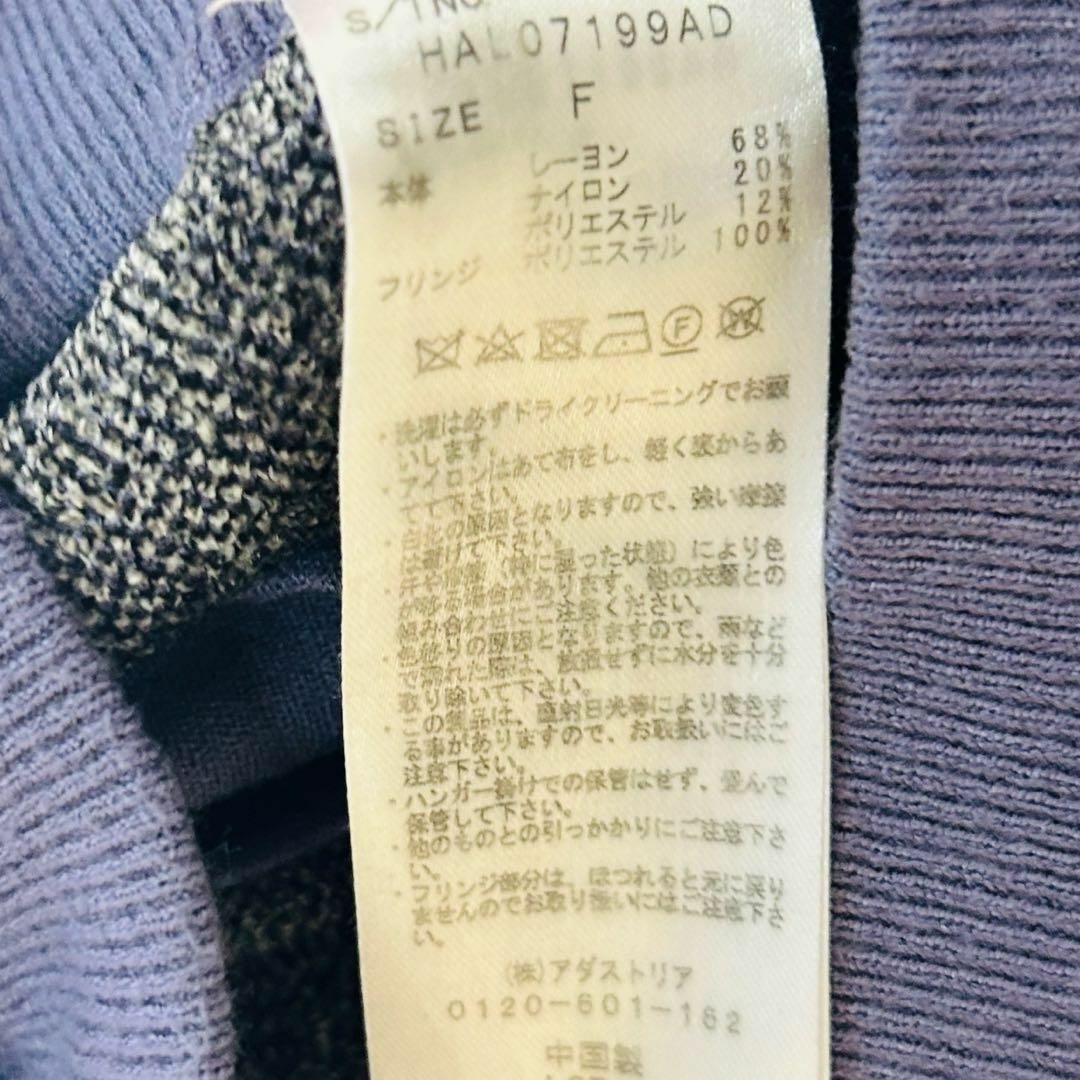 S/NO
HAL07199AD
SIZE F
本体 レーヨン 68%
ナイロン 20%
ポリエステル 12%
フリンジ ポリエステル 100%
F
W
・洗濯は必ずドライクリーニングでお願
いします。
・アイロンはあて布をし、軽く裏からあ
てて下さい。
の原因となりますので、強い摩擦
避けて下さい。
・汗や摩擦(特に湿った状態)により色
が移る場合があります。他の衣類との
組み合わせにご注意ください。
・色移りの原因となりますので、雨など
で濡れた際は、放置せずに水分を十分
取り除いて下さい。
・この製品は、直射日光等により変色す
る事がありますので、お取扱いにはご
注意下さい。
・ハンガー掛けでの保管はせず、畳んで
保管して下さい。
・他のものとの引っかかりにご注意下さ
い。
・フリンジ部分は、ほつれると元に戻り
ませんのでお取り扱いにはご注意下さ
い。
(株)アダストリア
0120-601-162
中国製